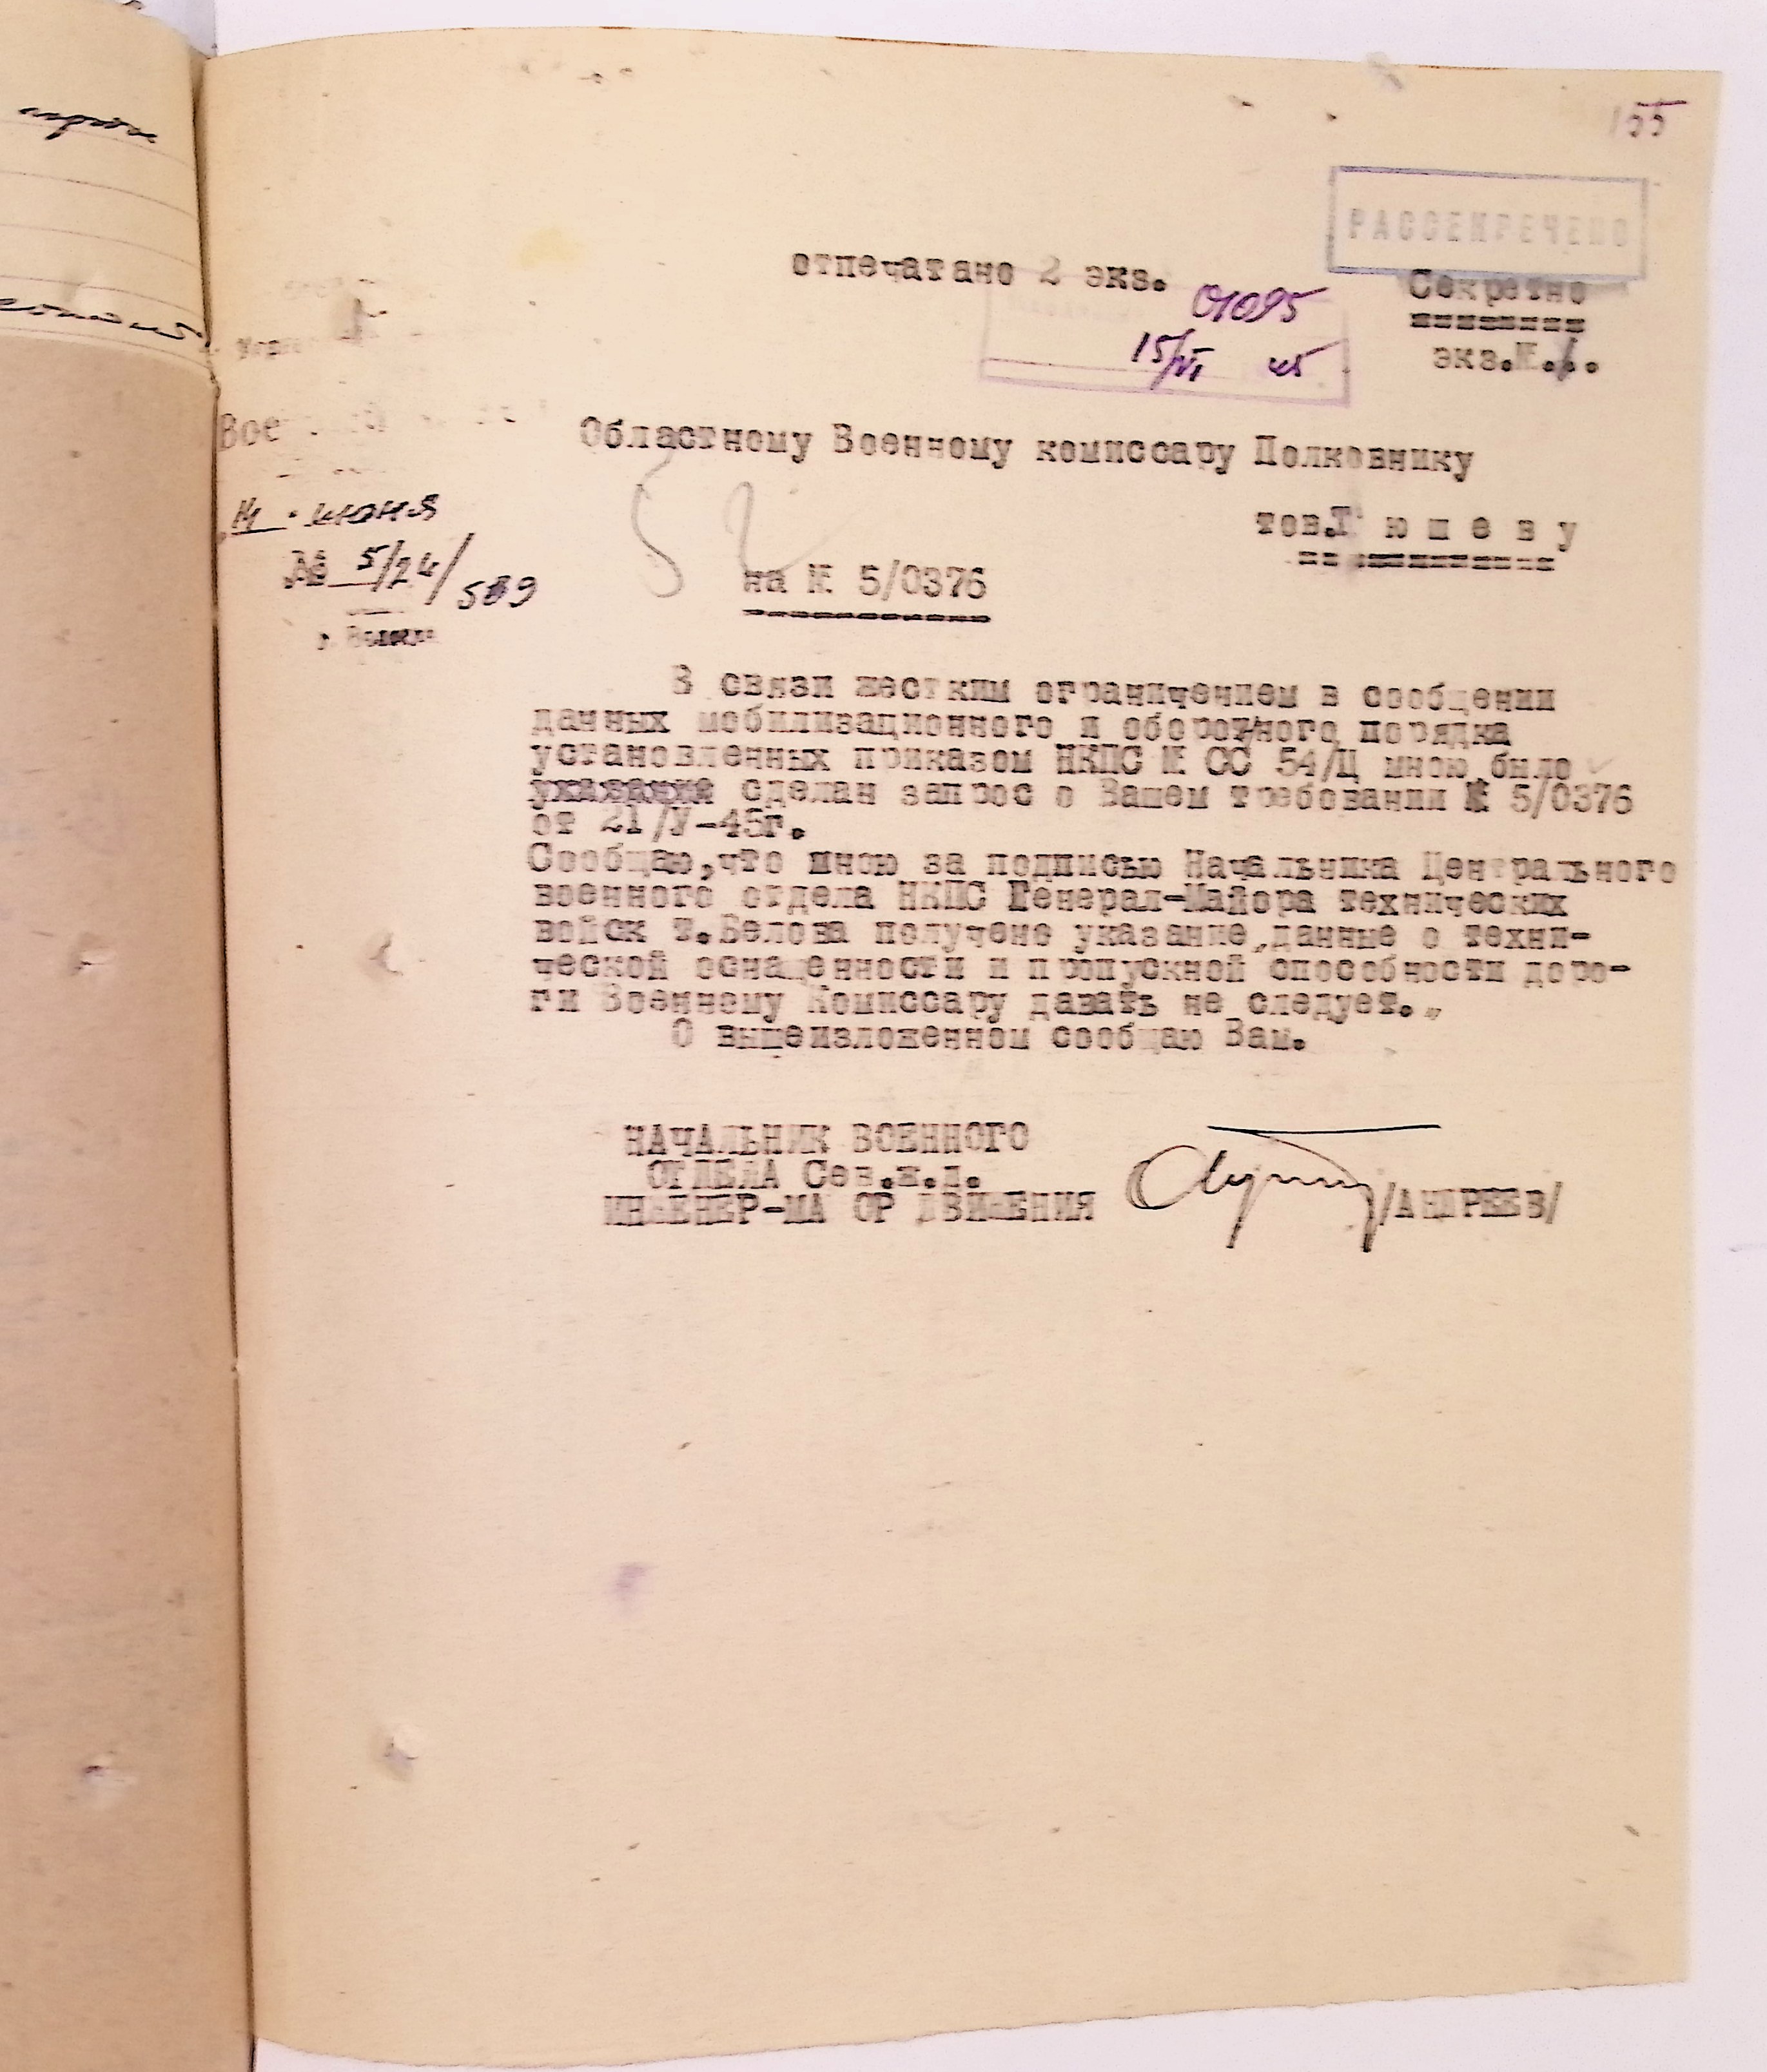 155
РАССЕКРЕЧЕНО
отпечатано 2 экз.
Секретно
01095
15/VI 45
экз.№.1.
Областному Военному комиссару Полковнику
тов.Т ю ш е в у
июня
№ 5/24/589
г. Вологда
на № 5/0376
В связи жестким ограничением в сообщении
данных мобилизационного и оборотного порядка
установленных приказом НКПС № СС 54/Ц мною было
указание сделан запрос о Вашем требовании № 5/0376
от 21/У-45г.
Сообщаю,что мною за подписью Начальника Центрального
военного отдела НКПС Генерал-Майора технических
войск т.Белова получено указание„данные о техни-
ческой оснащенности и пропускной способности доро-
ги Военному Комиссару давать не следует.„
О вышеизложенном сообщаю Вам.
НАЧАЛЬНИК ВОЕННОГО
ОТДЕЛА Сев.ж.д.
ИНЖЕНЕР-МАЙОР ДВИЖЕНИЯ /АНДРЕЕВ/